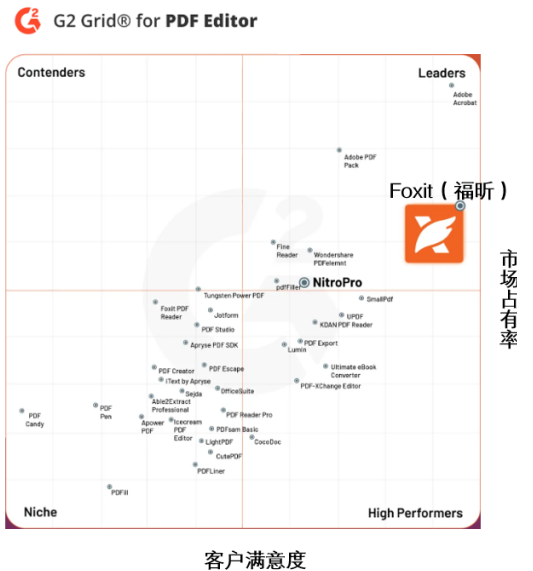 G2 Grid® for PDF Editor
Contenders
Leaders
Adobe
Acrobat
Adobe PDF
Pack
Foxit（福昕）
Fine
Reader
Wondershare
PDFelemnt
市场占有率
pdfFiller
NitroPro
Tungsten Power PDF
SmallPdf
Foxit PDF
Reader
Jotform
UPDF
KDAN PDF Reader
PDF Studio
Apryse PDF SDK
PDF Export
Lumin
PDF Creator
PDF Escape
Ultimate eBook
Converter
iText by Apryse
PDF-XChange Editor
Sejda
OfficeSuite
Able2Extract
Professional
PDF
Pen
PDF
Candy
Apower
PDF
Icecream
PDF
Editor
PDF Reader Pro
PDFsam Basic
LightPDF
CocoDoc
CutePDF
PDFLiner
PDFill
Niche
High Performers
客户满意度